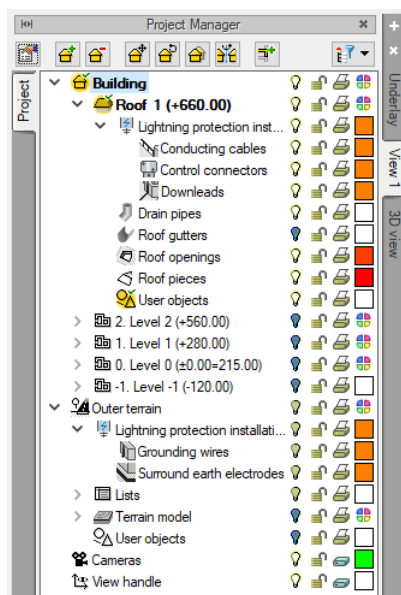 Project Manager
Project
Building
Roof 1 (+660.00)
Lightning protection inst...
Conducting cables
Control connectors
Downleads
Drain pipes
Roof gutters
Roof openings
Roof pieces
User objects
2. Level 2 (+560.00)
1. Level 1 (+280.00)
0. Level 0 (±0.00=215.00)
-1. Level -1 (-120.00)
Outer terrain
Lightning protection installati...
Grounding wires
Surround earth electrodes
Lists
Terrain model
User objects
Cameras
View handle
Underlay
View 1
3D view